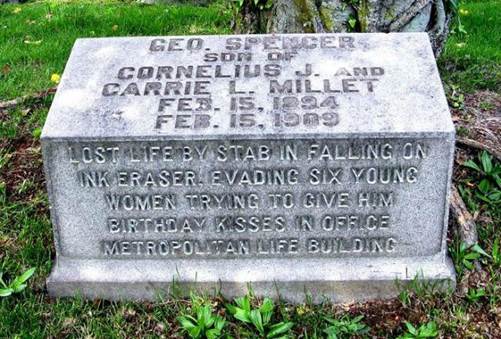 GEO. SPENCER
SON OF
CORNELIUS J. AND
CARRIE L. MILLET
FEB. 15, 1894
FEB. 15, 1909
LOST LIFE BY STAB IN FALLING ON
INK ERASER, EVADING SIX YOUNG
WOMEN TRYING TO GIVE HIM
BIRTHDAY KISSES IN OFFICE
METROPOLITAN LIFE BUILDING